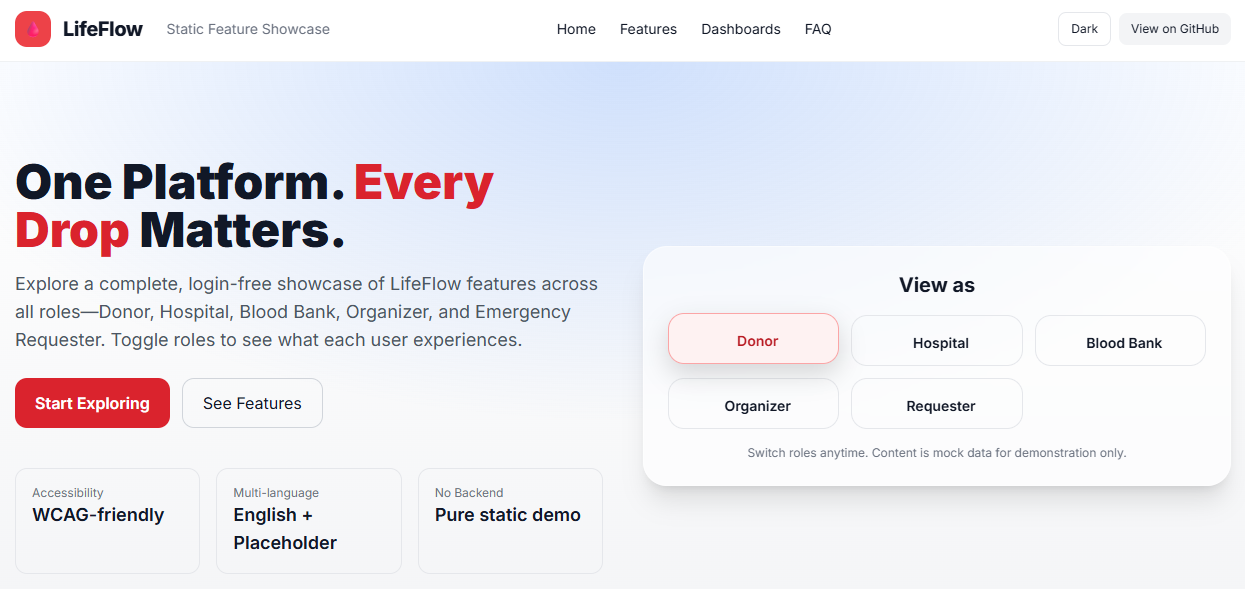 LifeFlow
Static Feature Showcase
Home
Features
Dashboards
FAQ
Dark
View on GitHub
One Platform. Every
Drop Matters.
Explore a complete, login-free showcase of LifeFlow features across
all roles—Donor, Hospital, Blood Bank, Organizer, and Emergency
Requester. Toggle roles to see what each user experiences.
Start Exploring
See Features
Accessibility
WCAG-friendly
Multi-language
English +
Placeholder
No Backend
Pure static demo
View as
Donor
Hospital
Blood Bank
Organizer
Requester
Switch roles anytime. Content is mock data for demonstration only.